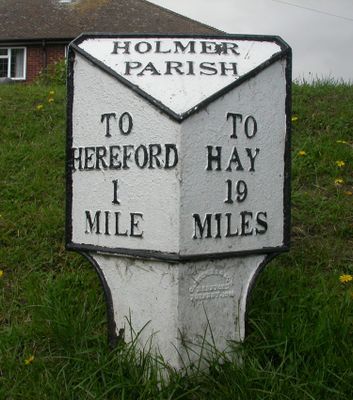 HOLMER
PARISH
TO
HEREFORD
1
MILE
TO
HAY
19
MILES